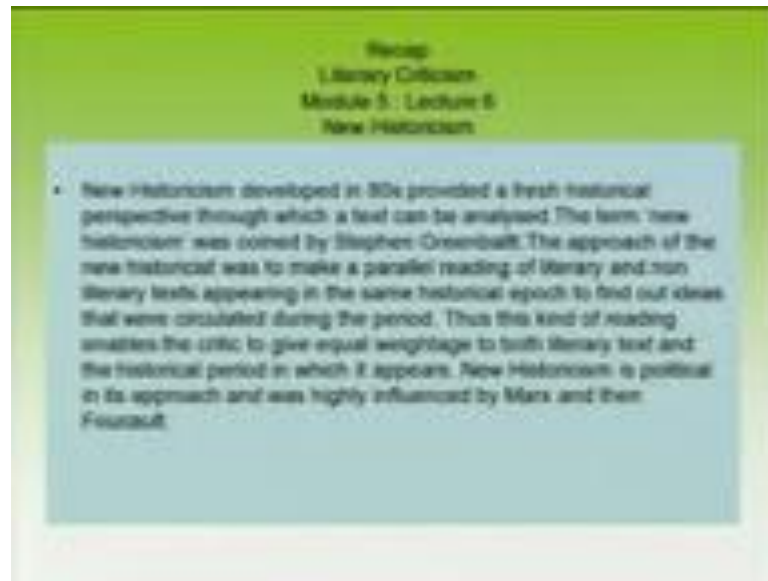 Recap
Literary Criticism
Module 5 : Lecture 6
New Historicism
• New Historicism developed in 80s provided a fresh historical
perspective through which a text can be analysed.The term 'new
historicism' was coined by Stephen Greenballt.The approach of the
new historicist was to make a parallel reading of literary and non
literary texts appearing in the same historical epoch to find out ideas
that were circulated during the period. Thus this kind of reading
enables the critic to give equal weightage to both literary text and
the historical period in which it appears. New Historicism is political
in its approach and was highly influenced by Marx and then
Foucault.